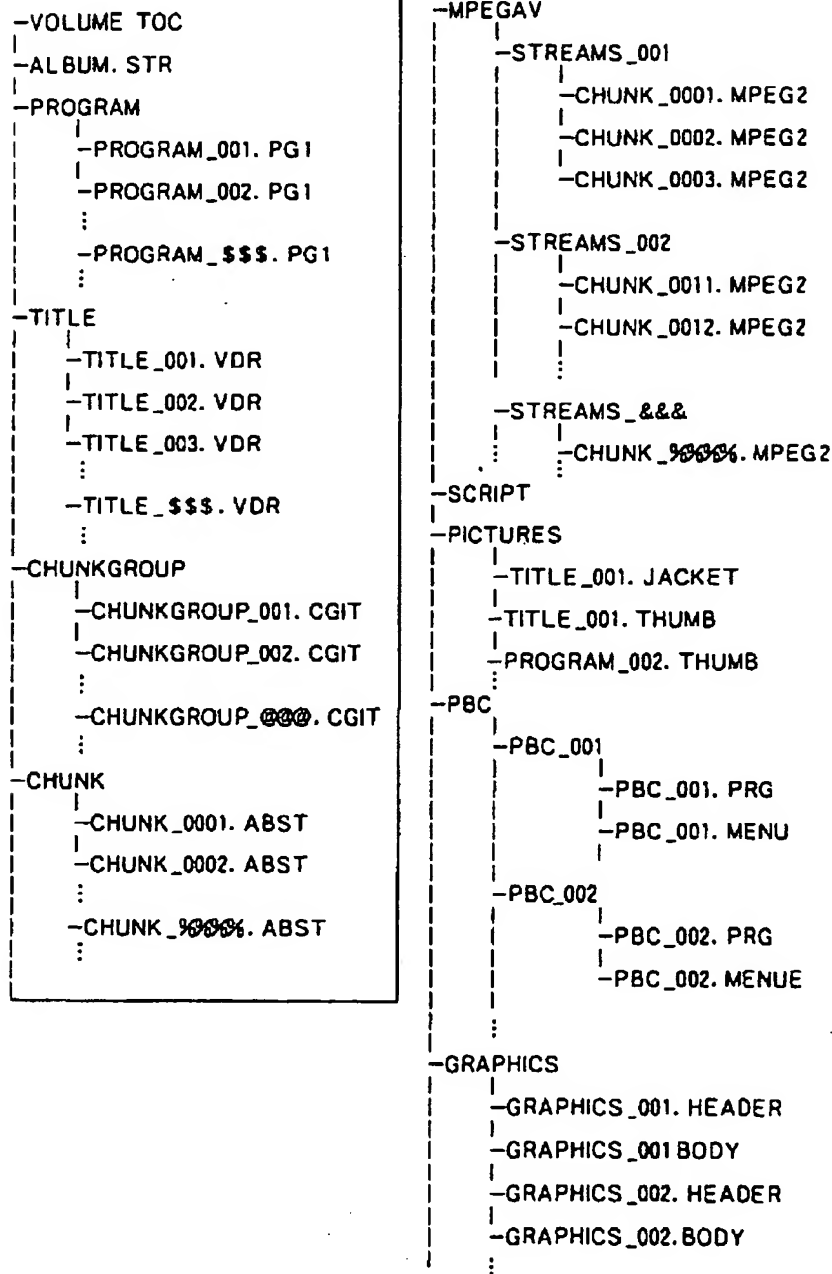 VOLUME TOC
ALBUM. STR
PROGRAM
PROGRAM_001. PG1
PROGRAM_002. PG1
PROGRAM_$$$. PG1
TITLE
TITLE_001. VDR
TITLE_002. VDR
TITLE_003. VDR
TITLE_$$$. VDR
CHUNKGROUP
CHUNKGROUP_001. CGIT
CHUNKGROUP_002. CGIT
CHUNKGROUP_@@@. CGIT
CHUNK
CHUNK_0001. ABST
CHUNK_0002. ABST
CHUNK_%%%%. ABST
MPEGAV
STREAMS_001
CHUNK_0001. MPEG2
CHUNK_0002. MPEG2
CHUNK_0003. MPEG2
STREAMS_002
CHUNK_0011. MPEG2
CHUNK_0012. MPEG2
STREAMS_&&&
CHUNK_%%%%. MPEG2
SCRIPT
PICTURES
TITLE_001. JACKET
TITLE_001. THUMB
PROGRAM_002. THUMB
PBC
PBC_001
PBC_001. PRG
PBC_001. MENU
PBC_002
PBC_002. PRG
PBC_002. MENUE
GRAPHICS
GRAPHICS_001. HEADER
GRAPHICS_001 BODY
GRAPHICS_002. HEADER
GRAPHICS_002. BODY